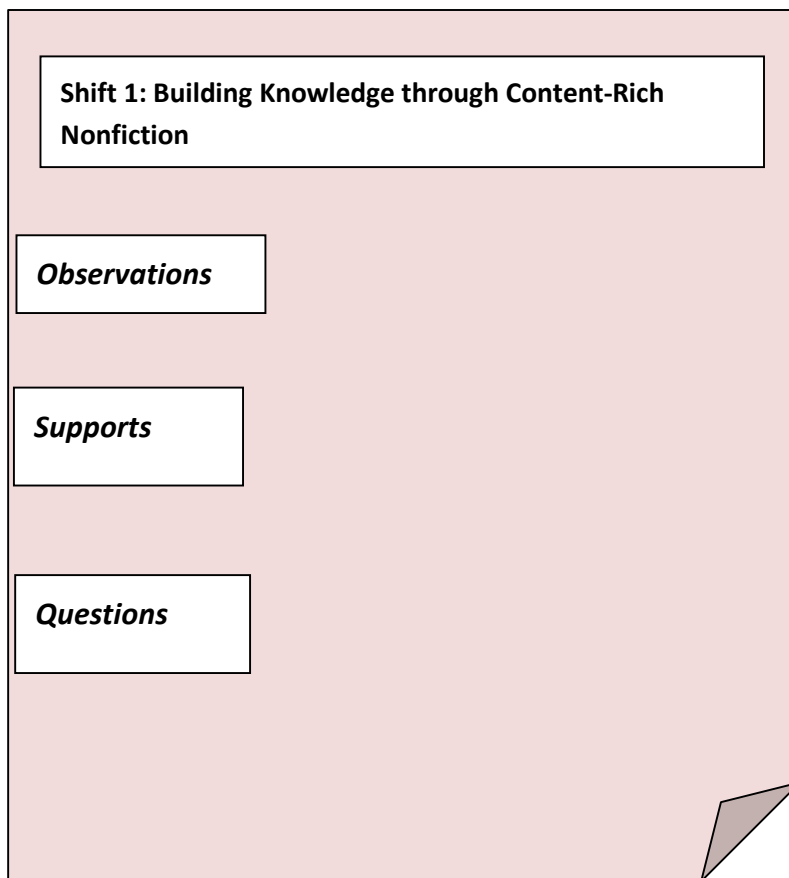 Shift 1: Building Knowledge through Content-Rich
Nonfiction
Observations
Supports
Questions